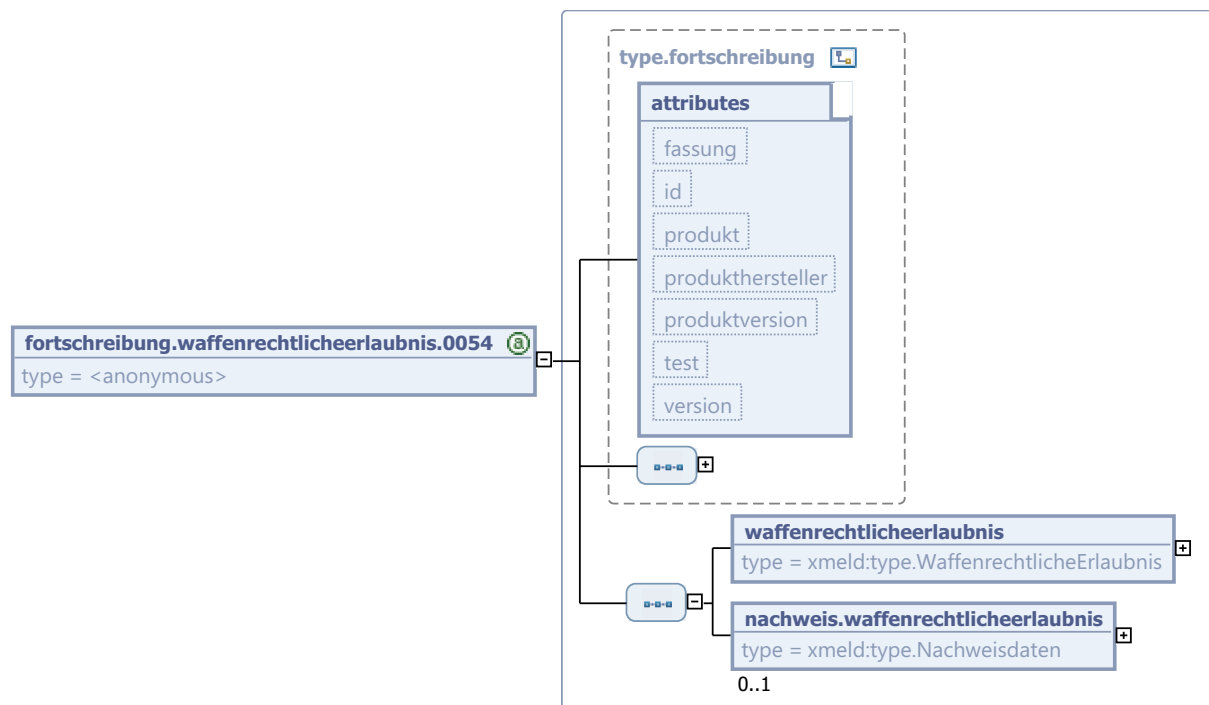 type.fortschreibung
attributes
fassung
id
produkt
produkthersteller
produktversion
test
version
fortschreibung.waffenrechtlicheerlaubnis.0054 @
type = <anonymous>
waffenrechtlicheerlaubnis
type = xmeld:type.WaffenrechtlicheErlaubnis
nachweis.waffenrechtlicheerlaubnis
type = xmeld:type.Nachweisdaten
0..1